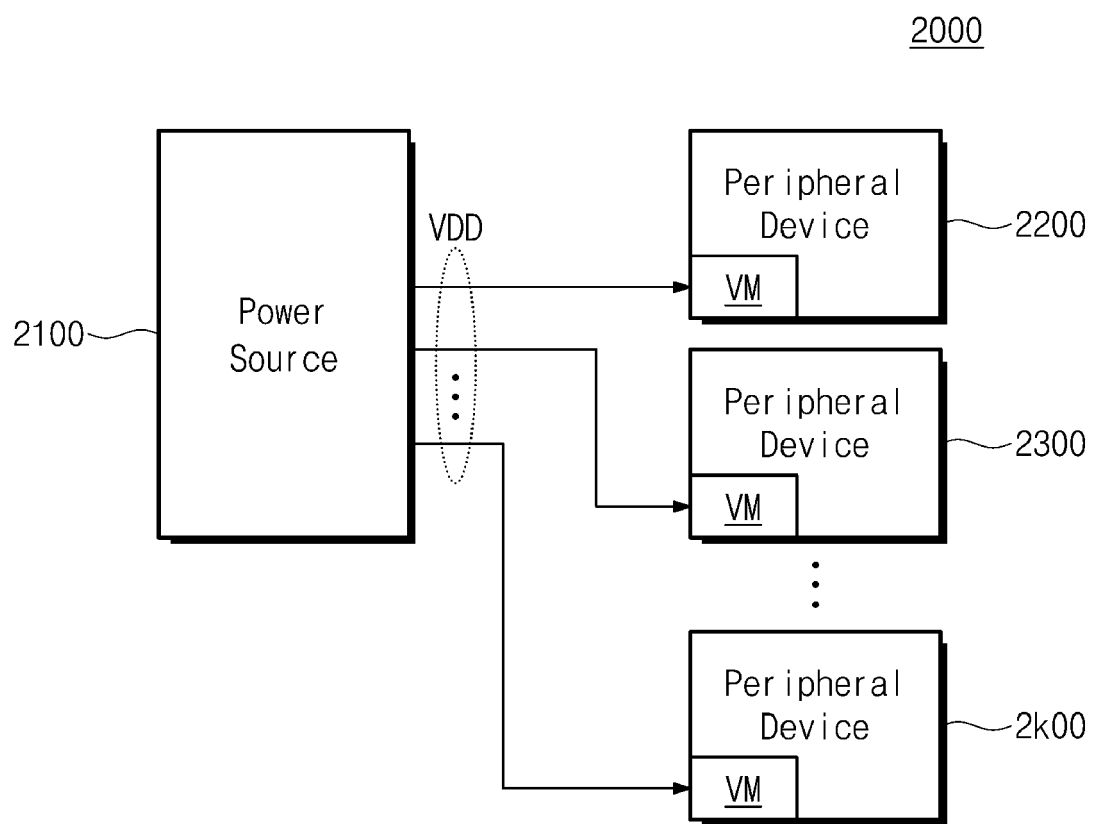 2000
2100
Power
Source
VDD
Peripheral
Device
VM
2200
Peripheral
Device
VM
2300
Peripheral
Device
VM
2k00